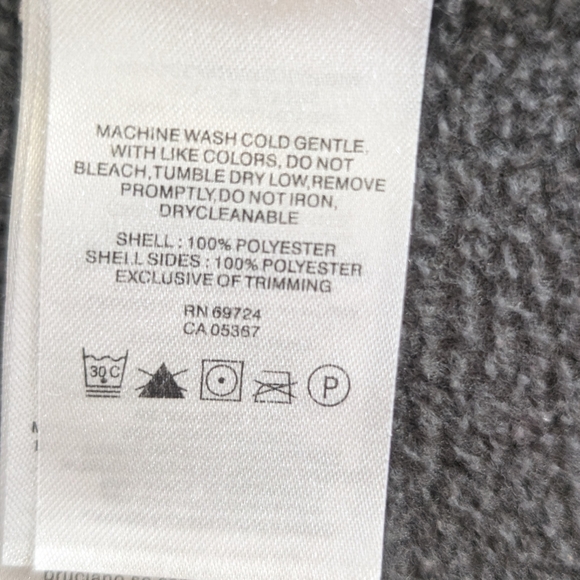 MACHINE WASH COLD GENTLE,
WITH LIKE COLORS, DO NOT
BLEACH,TUMBLE DRY LOW,REMOVE
PROMPTLY,DO NOT IRON,
DRYCLEANABLE
SHELL : 100% POLYESTER
SHELL SIDES : 100% POLYESTER
EXCLUSIVE OF TRIMMING
RN 69724
CA 05367
30 C
P